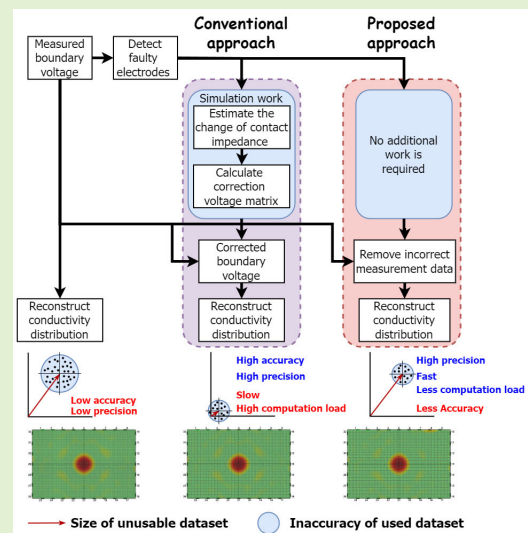 Conventional
approach
Proposed
approach
Measured
boundary
voltage
Detect
faulty
electrodes
Simulation work
Estimate the
change of contact
impedance
Calculate
correction
voltage matrix
No additional
work is
required
Corrected
boundary
voltage
Remove incorrect
measurement data
Reconstruct
conductivity
distribution
Reconstruct
conductivity
distribution
Reconstruct
conductivity
distribution
Low accuracy
Low precision
High accuracy
High precision
Slow
High computation load
High precision
Fast
Less computation load
Less Accuracy
Size of unusable dataset
Inaccuracy of used dataset